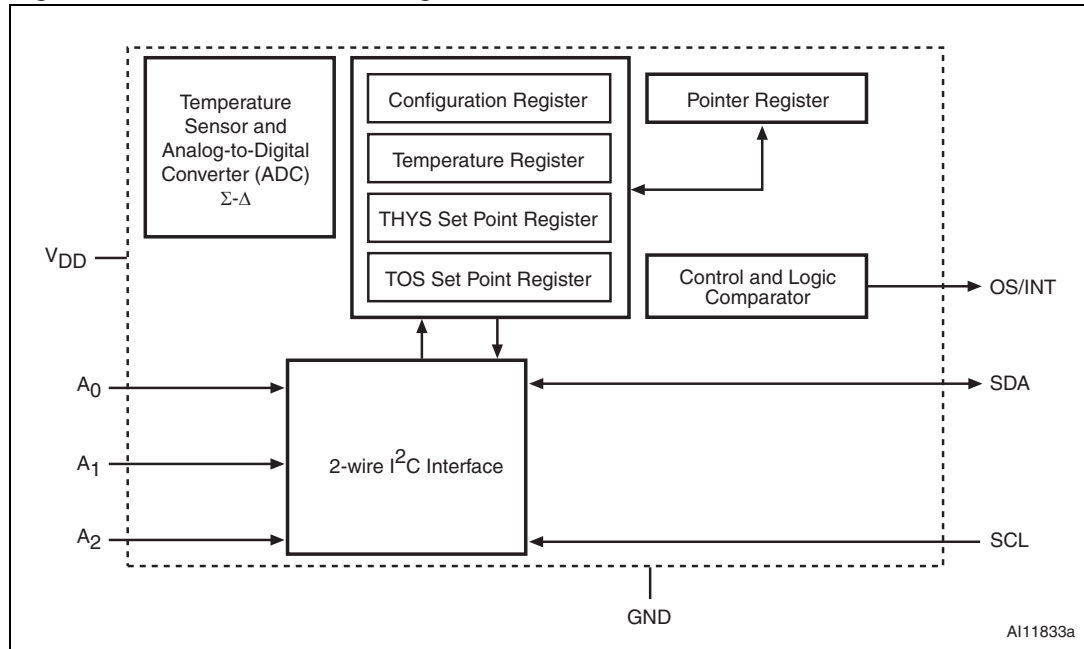 Temperature
Sensor and
Analog-to-Digital
Converter (ADC)
Σ-Δ
Configuration Register
Temperature Register
THYS Set Point Register
TOS Set Point Register
Pointer Register
Control and Logic
Comparator
VDD
OS/INT
A0
SDA
A1
2-wire I2C Interface
A2
SCL
GND
AI11833a